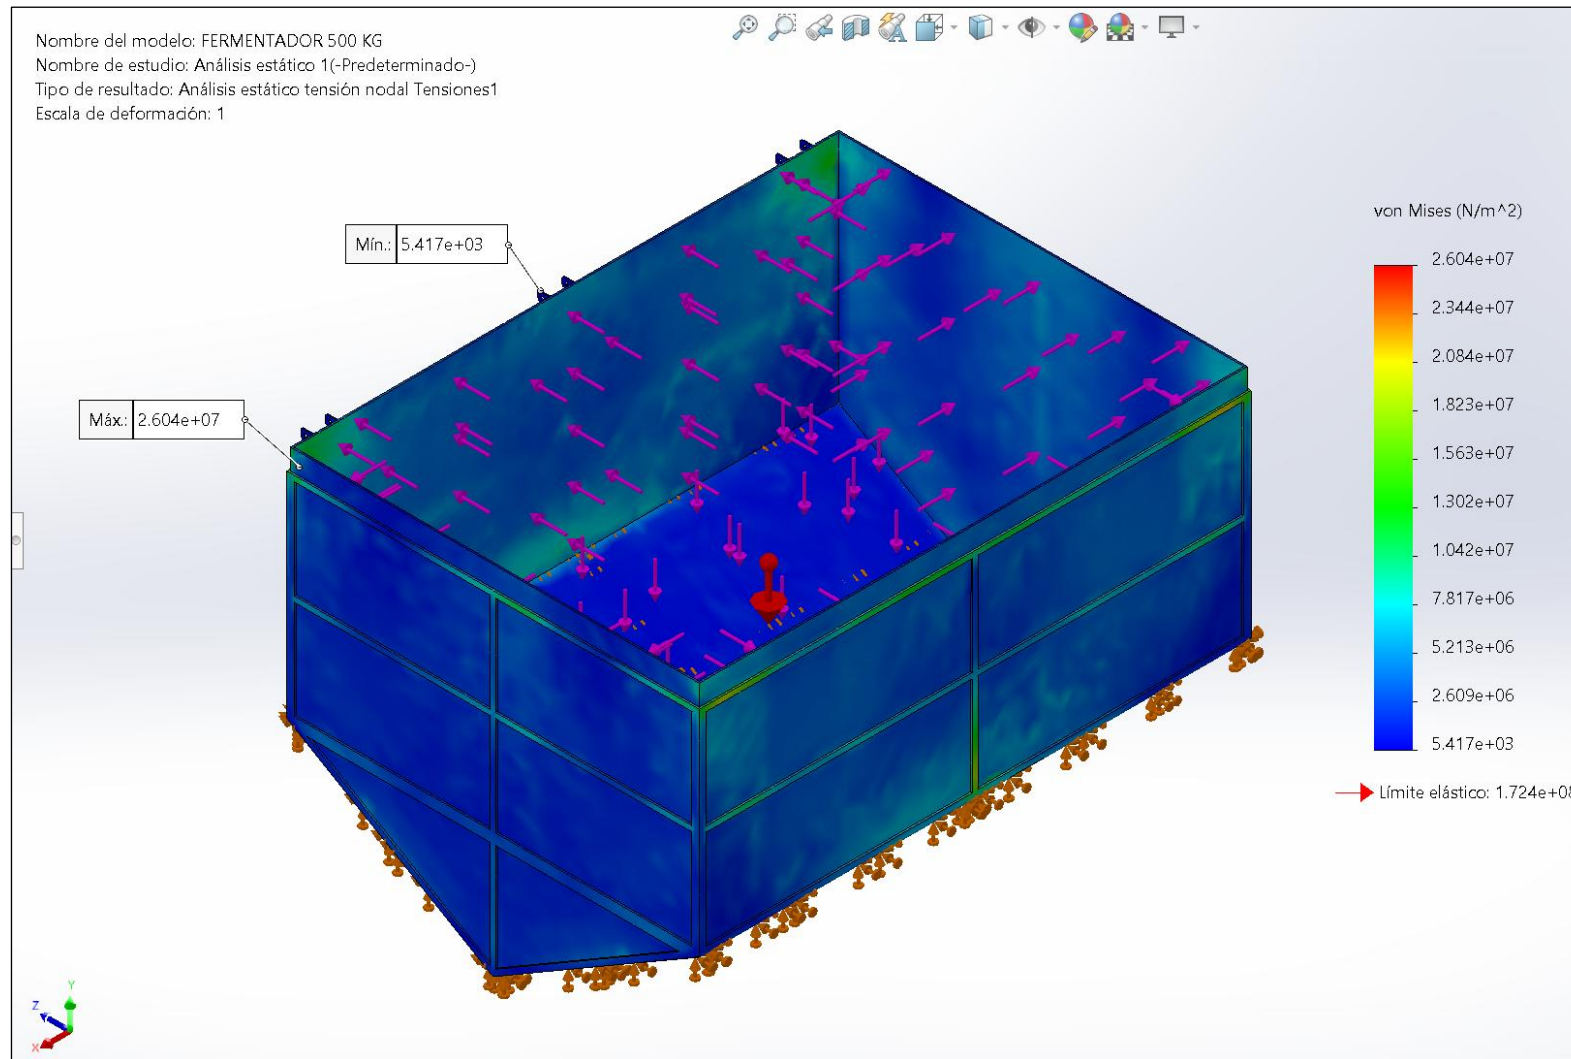 Nombre del modelo: FERMENTADOR 500 KG
Nombre de estudio: Análisis estático 1(-Predeterminado-)
Tipo de resultado: Análisis estático tensión nodal Tensiones1
Escala de deformación: 1
Mín.: 5.417e+03
Máx.: 2.604e+07
von Mises (N/m^2)
2.604e+07
2.344e+07
2.084e+07
1.823e+07
1.563e+07
1.302e+07
1.042e+07
7.817e+06
5.213e+06
2.609e+06
5.417e+03
Límite elástico: 1.724e+08
Y
Z
X